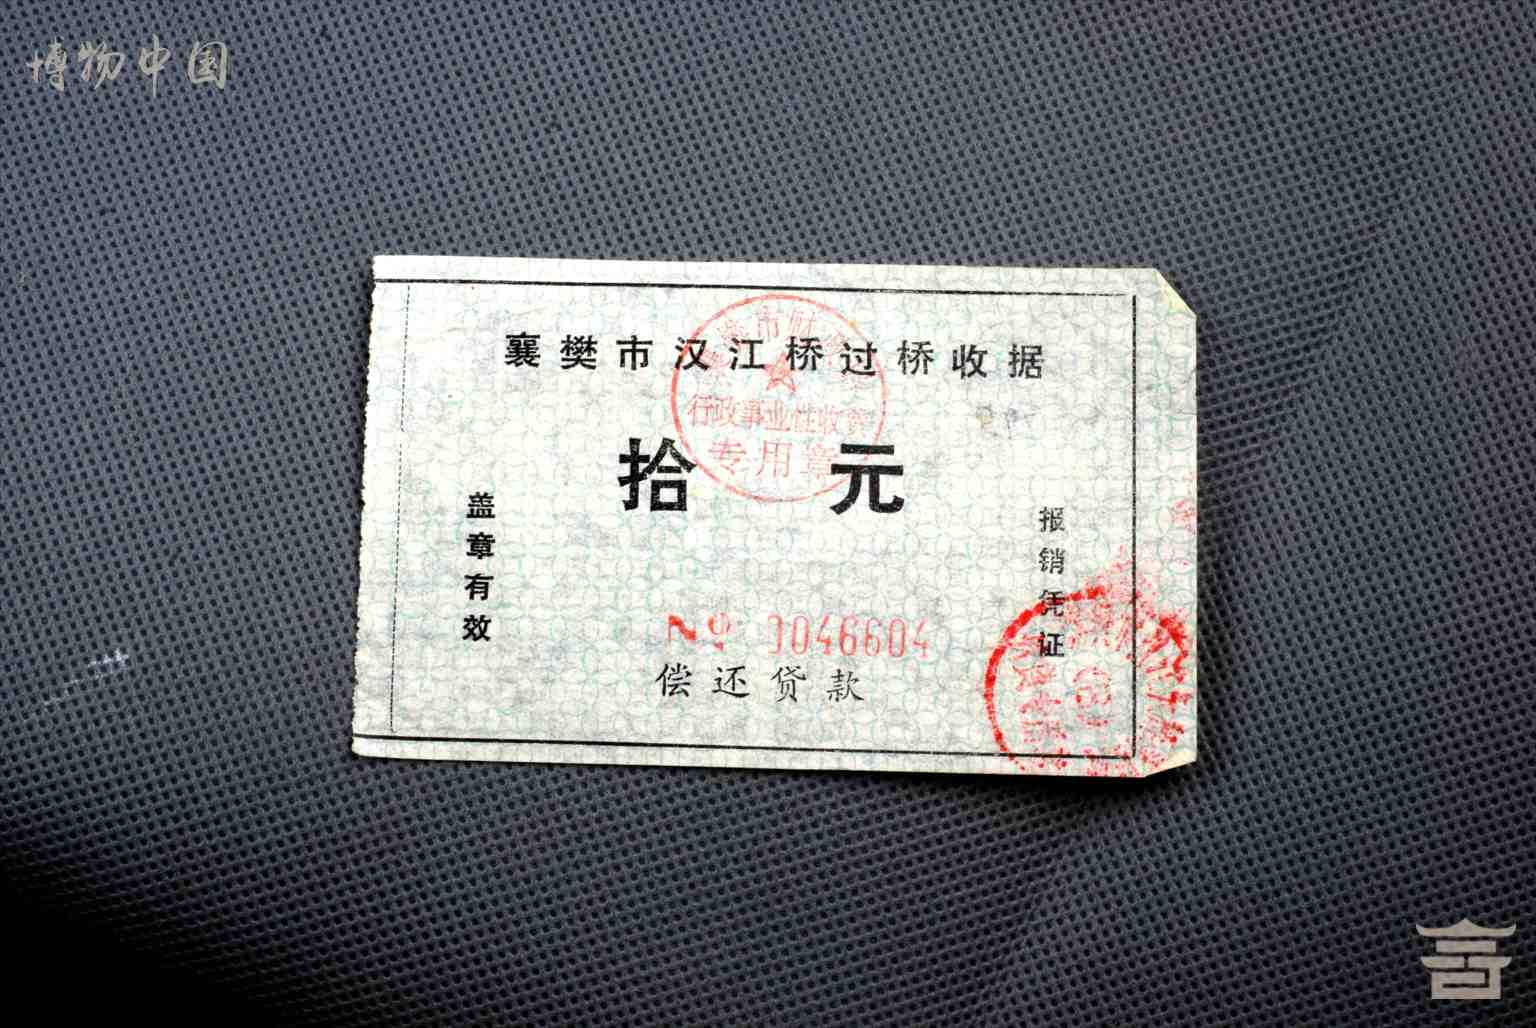 博物中国
襄樊市汉江桥过桥收据
行政事业性收费
专用章
拾元
盖章有效
报销凭证
№ 0046604
偿还贷款